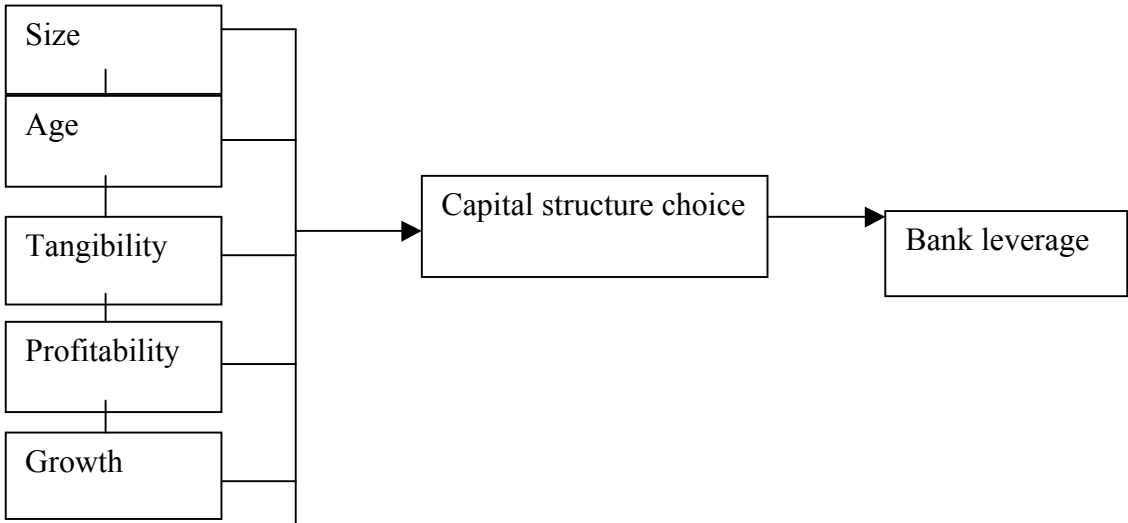 Size
Age
Tangibility
Profitability
Growth
Capital structure choice
Bank leverage